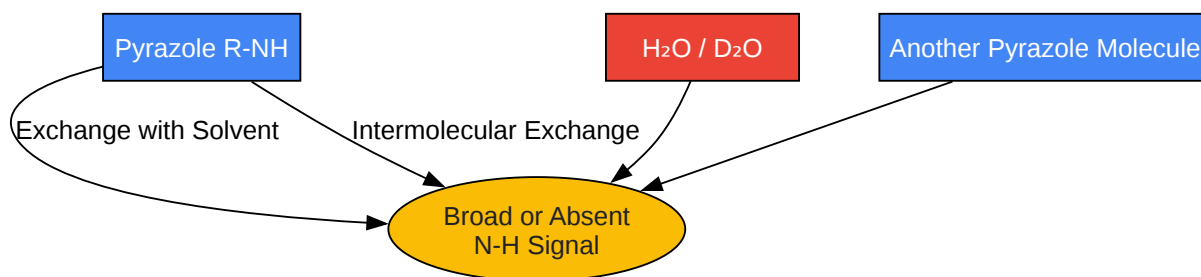 Pyrazole R-NH
H₂O / D₂O
Another Pyrazole Molecule
Exchange with Solvent
Intermolecular Exchange
Broad or Absent
N-H Signal